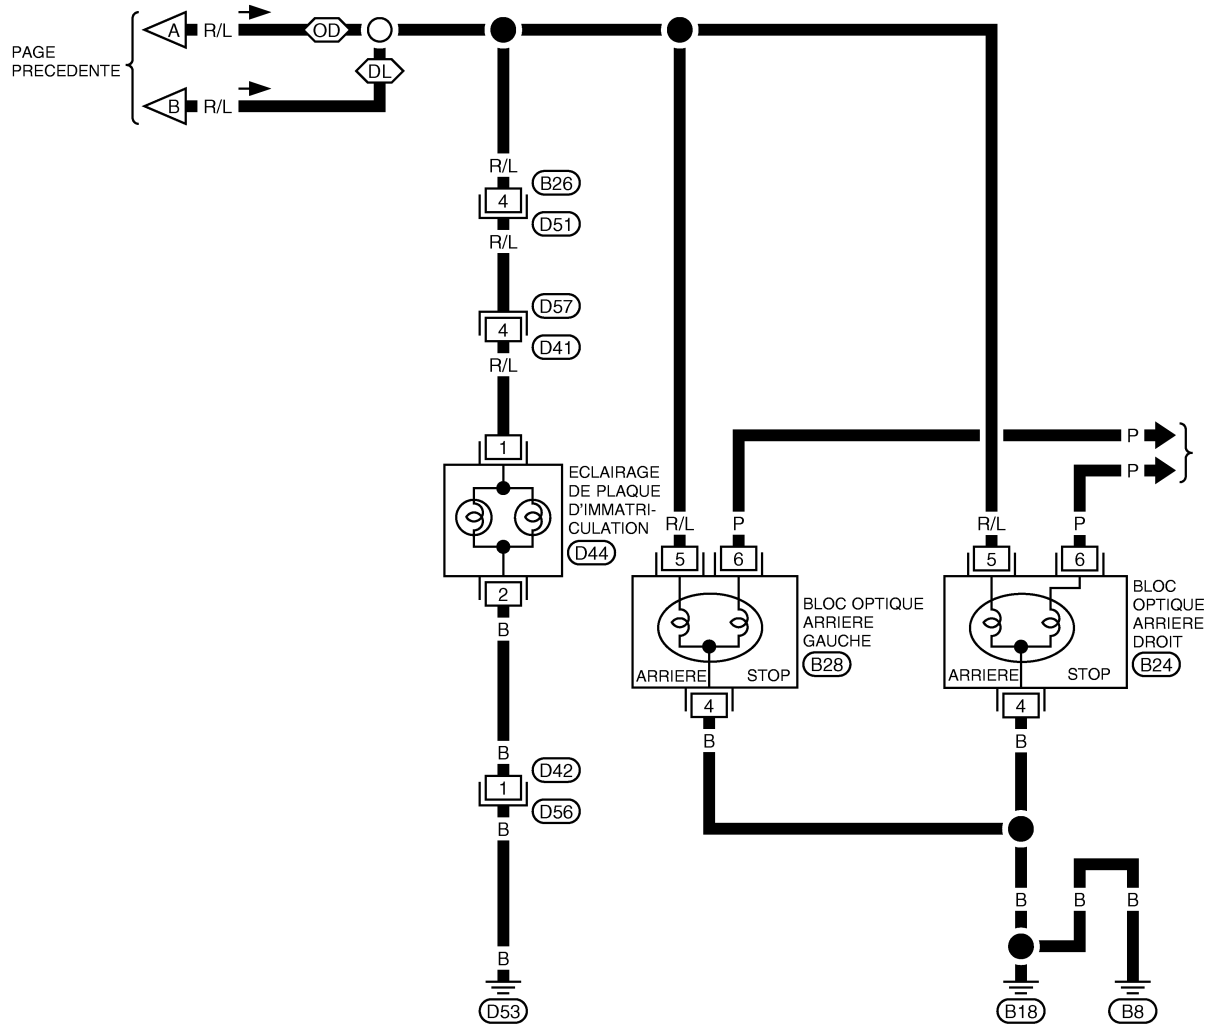 A R/L OD
PAGE
PRECEDENTE
DL
B R/L
R/L
B26
4
D51
R/L
D57
4
D41
R/L
1
ECLAIRAGE
DE PLAQUE
D'IMMATRI-
CULATION
D44
2
B
B
D42
1
D56
B
B
D53
P
P
R/L P
5 6
BLOC OPTIQUE
ARRIERE
GAUCHE
B28
ARRIERE STOP
4
B
R/L P
5 6
BLOC
OPTIQUE
ARRIERE
DROIT
B24
ARRIERE STOP
4
B
B B B
B18 B8